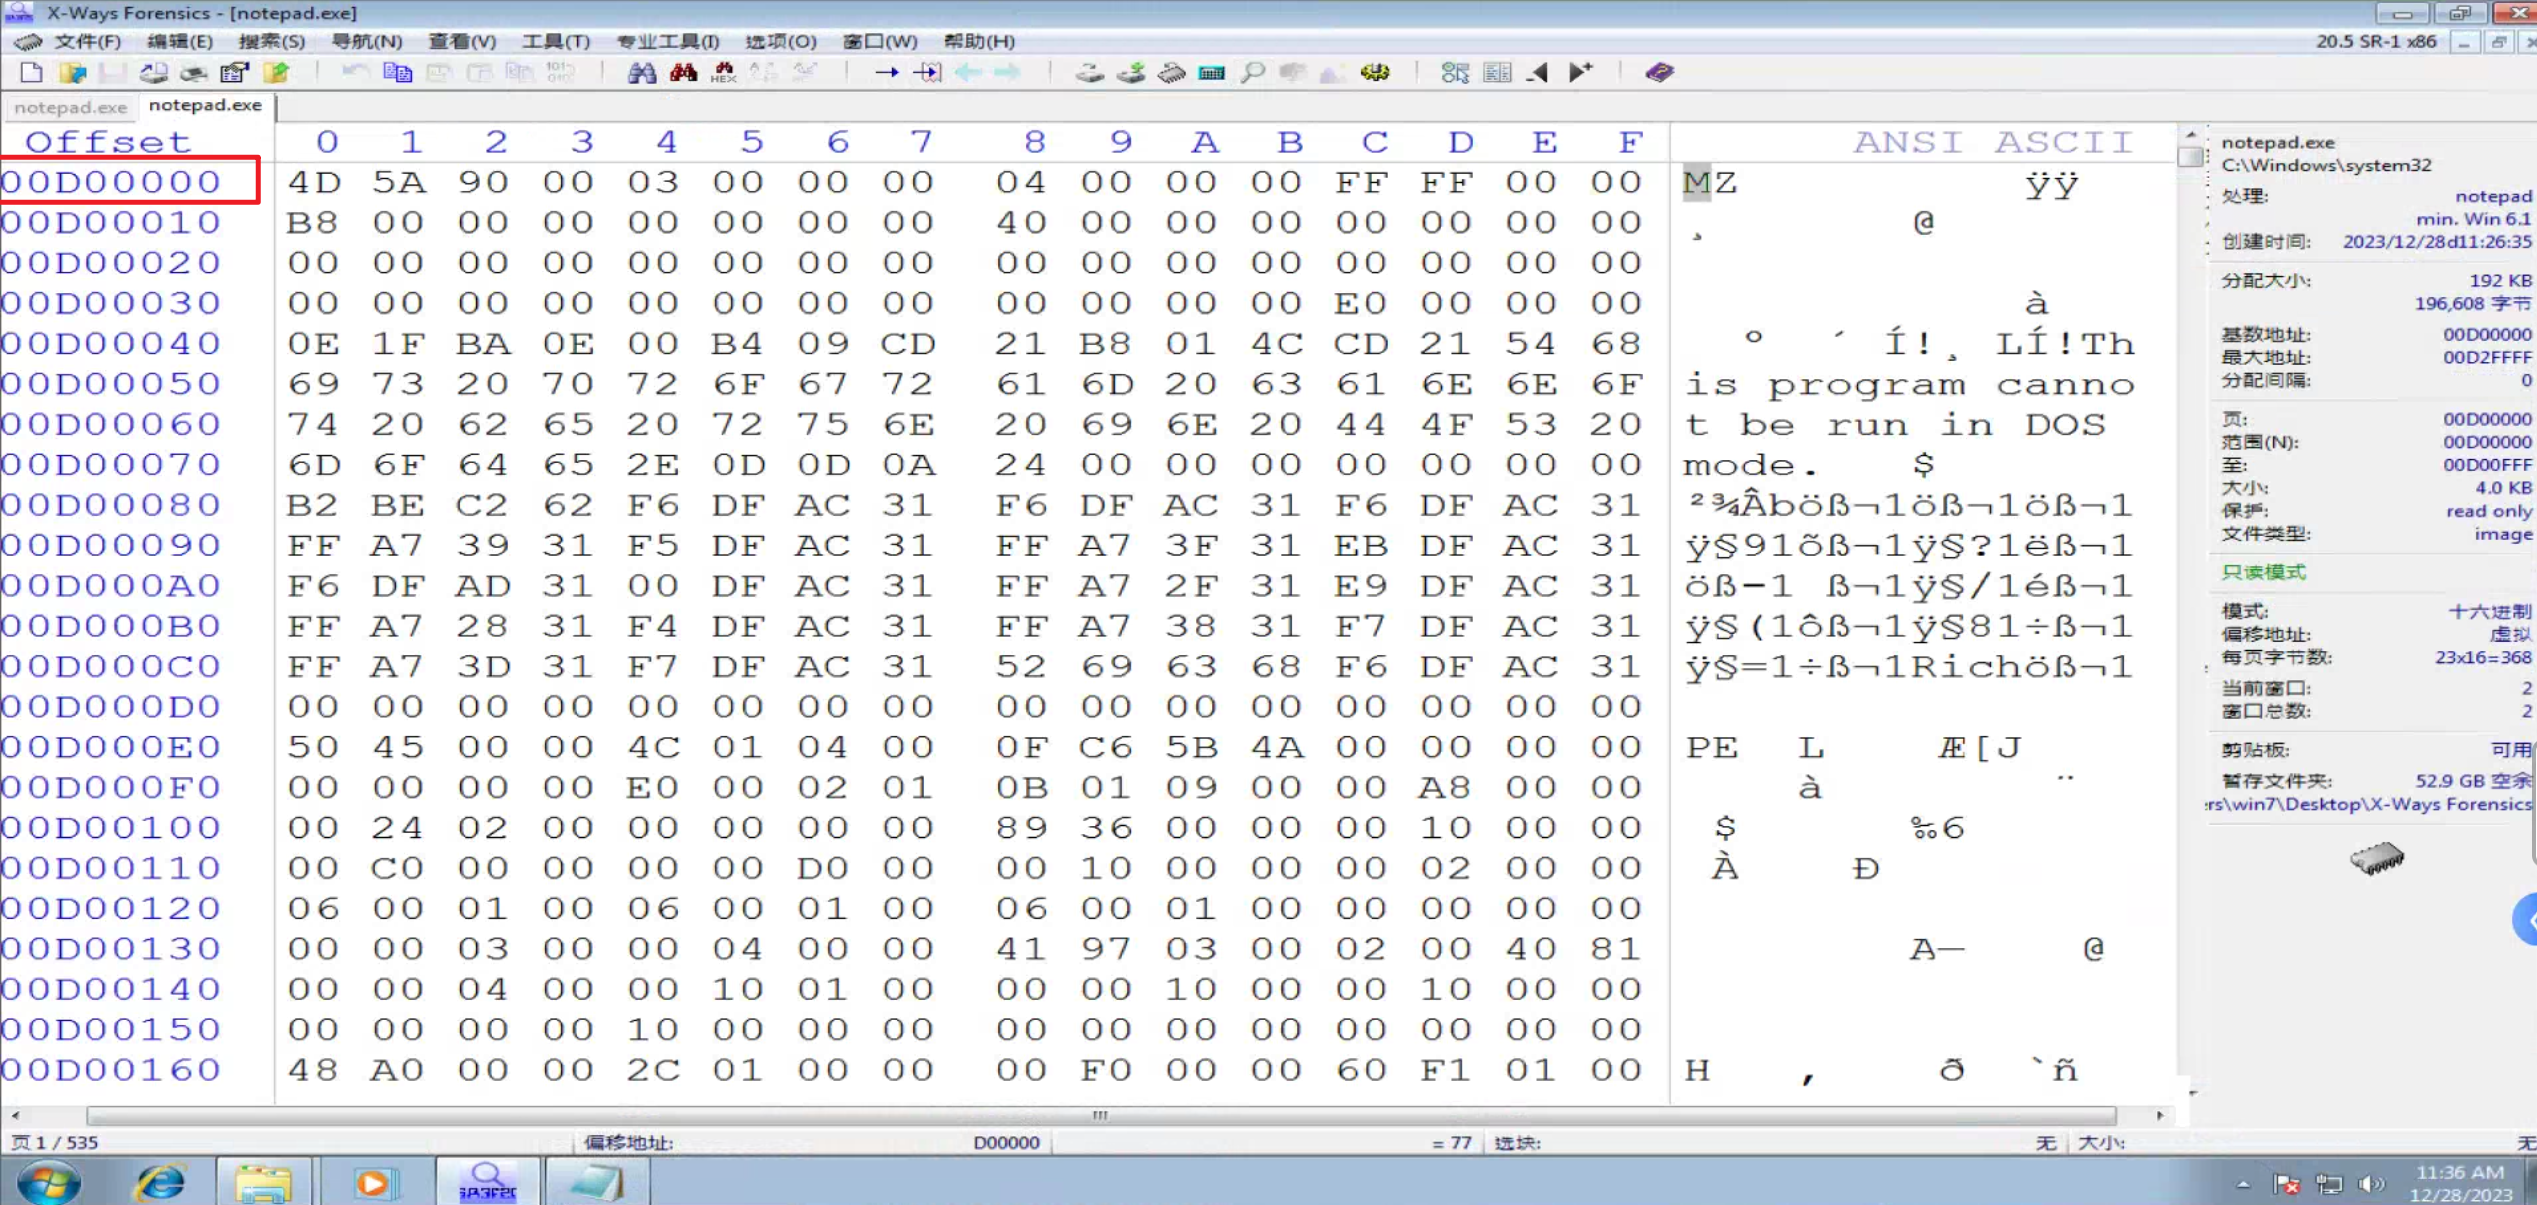 X-Ways Forensics - [notepad.exe]
文件(F) 编辑(E) 搜索(S) 导航(N) 查看(V) 工具(T) 专业工具(I) 选项(O) 窗口(W) 帮助(H) 20.5 SR-1 x86
notepad.exe notepad.exe
Offset 0 1 2 3 4 5 6 7 8 9 A B C D E F ANSI ASCII
00D00000 4D 5A 90 00 03 00 00 00 04 00 00 00 FF FF 00 00 MZ ÿÿ
00D00010 B8 00 00 00 00 00 00 00 40 00 00 00 00 00 00 00 ¸ @
00D00020 00 00 00 00 00 00 00 00 00 00 00 00 00 00 00 00
00D00030 00 00 00 00 00 00 00 00 00 00 00 00 E0 00 00 00 à
00D00040 0E 1F BA 0E 00 B4 09 CD 21 B8 01 4C CD 21 54 68 º ´ Í!¸ LÍ!Th
00D00050 69 73 20 70 72 6F 67 72 61 6D 20 63 61 6E 6E 6F is program canno
00D00060 74 20 62 65 20 72 75 6E 20 69 6E 20 44 4F 53 20 t be run in DOS
00D00070 6D 6F 64 65 2E 0D 0D 0A 24 00 00 00 00 00 00 00 mode. $
00D00080 B2 BE C2 62 F6 DF AC 31 F6 DF AC 31 F6 DF AC 31 ²¾Âböß¬1öß¬1öß¬1
00D00090 FF A7 39 31 F5 DF AC 31 FF A7 3F 31 EB DF AC 31 ÿ§91õß¬1ÿ§?1ëß¬1
00D000A0 F6 DF AD 31 00 DF AC 31 FF A7 2F 31 E9 DF AC 31 öß-1 ß¬1ÿ§/1éß¬1
00D000B0 FF A7 28 31 F4 DF AC 31 FF A7 38 31 F7 DF AC 31 ÿ§(1ôß¬1ÿ§81÷ß¬1
00D000C0 FF A7 3D 31 F7 DF AC 31 52 69 63 68 F6 DF AC 31 ÿ§=1÷ß¬1Richöß¬1
00D000D0 00 00 00 00 00 00 00 00 00 00 00 00 00 00 00 00
00D000E0 50 45 00 00 4C 01 04 00 0F C6 5B 4A 00 00 00 00 PE L Æ[J
00D000F0 00 00 00 00 E0 00 02 01 0B 01 09 00 00 A8 00 00 à ¨
00D00100 00 24 02 00 00 00 00 00 89 36 00 00 00 10 00 00 $ ‰6
00D00110 00 C0 00 00 00 00 D0 00 00 10 00 00 00 02 00 00 À Ð
00D00120 06 00 01 00 06 00 01 00 06 00 01 00 00 00 00 00
00D00130 00 00 03 00 00 04 00 00 41 97 03 00 02 00 40 81 A— @
00D00140 00 00 04 00 00 10 01 00 00 00 10 00 00 10 00 00
00D00150 00 00 00 00 10 00 00 00 00 00 00 00 00 00 00 00
00D00160 48 A0 00 00 2C 01 00 00 00 F0 00 00 60 F1 01 00 H , ð `ñ
notepad.exe
C:\Windows\system32
处理: notepad
min. Win 6.1
创建时间: 2023/12/28d11:26:35
分配大小: 192 KB
196,608 字节
基数地址: 00D00000
最大地址: 00D2FFFF
分配间隔: 0
页: 00D00000
范围(N): 00D00000
至: 00D00FFF
大小: 4.0 KB
保护: read only
文件类型: image
只读模式
模式: 十六进制
偏移地址: 虚拟
每页字节数: 23x16=368
当前窗口: 2
窗口总数: 2
剪贴板: 可用
暂存文件夹: 52.9 GB 空余
rs\win7\Desktop\X-Ways Forensics
页 1 / 535 偏移地址: D00000 = 77 选块: 无 大小: 无
11:36 AM
12/28/2023